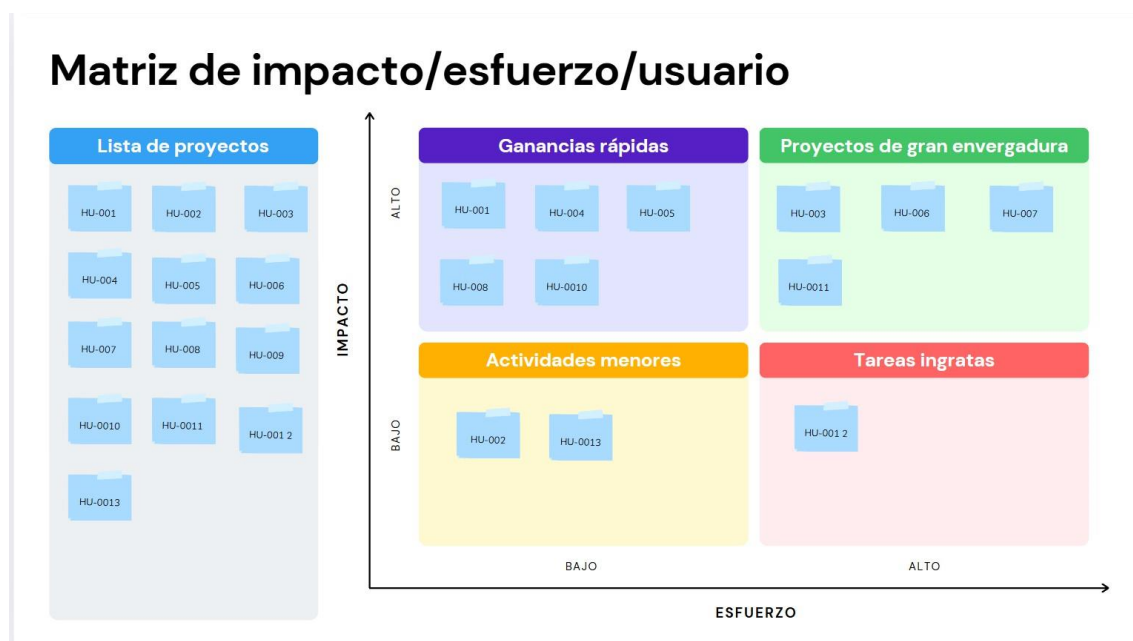 Matriz de impacto/esfuerzo/usuario
Lista de proyectos
HU-001 HU-002 HU-003
HU-004 HU-005 HU-006
HU-007 HU-008 HU-009
HU-0010 HU-0011 HU-001 2
HU-0013
IMPACTO
ALTO
BAJO
Ganancias rápidas
HU-001 HU-004 HU-005
HU-008 HU-0010
Proyectos de gran envergadura
HU-003 HU-006 HU-007
HU-0011
Actividades menores
HU-002 HU-0013
Tareas ingratas
HU-001 2
BAJO
ALTO
ESFUERZO